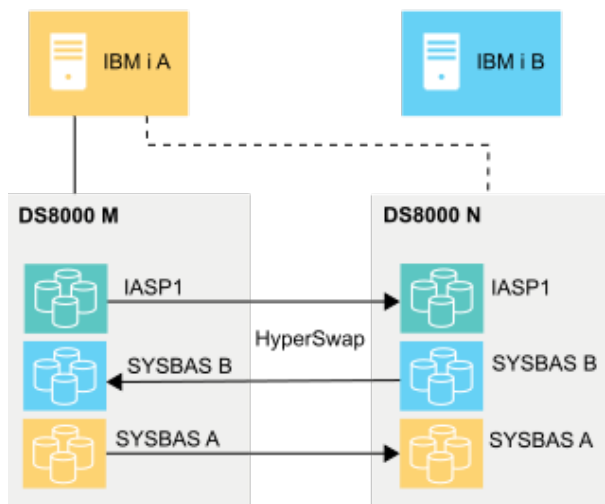 IBM i A
IBM i B
DS8000 M
DS8000 N
IASP1
IASP1
HyperSwap
SYSBAS B
SYSBAS B
SYSBAS A
SYSBAS A